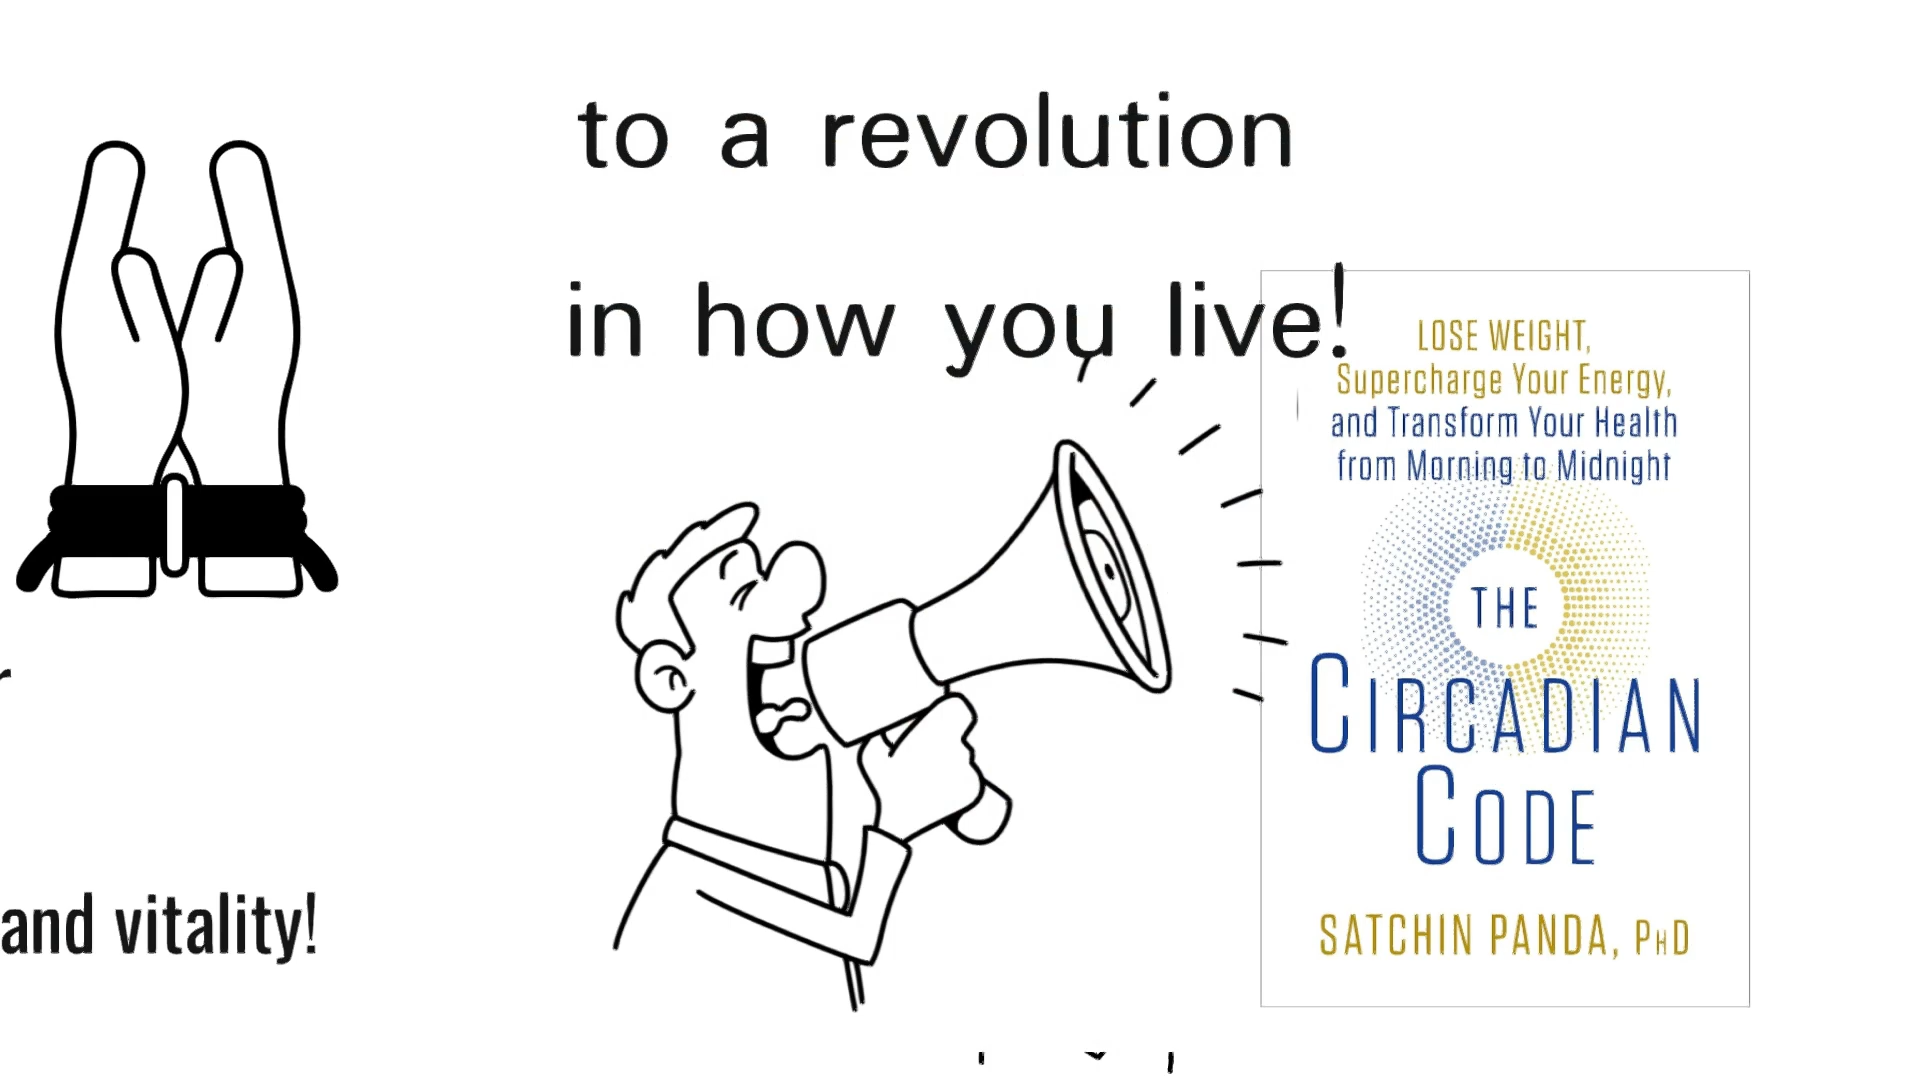 to a revolution
in how you live!
LOSE WEIGHT,
Supercharge Your Energy,
and Transform Your Health
from Morning to Midnight
THE
CIRCADIAN
CODE
SATCHIN PANDA, PHD
and vitality!